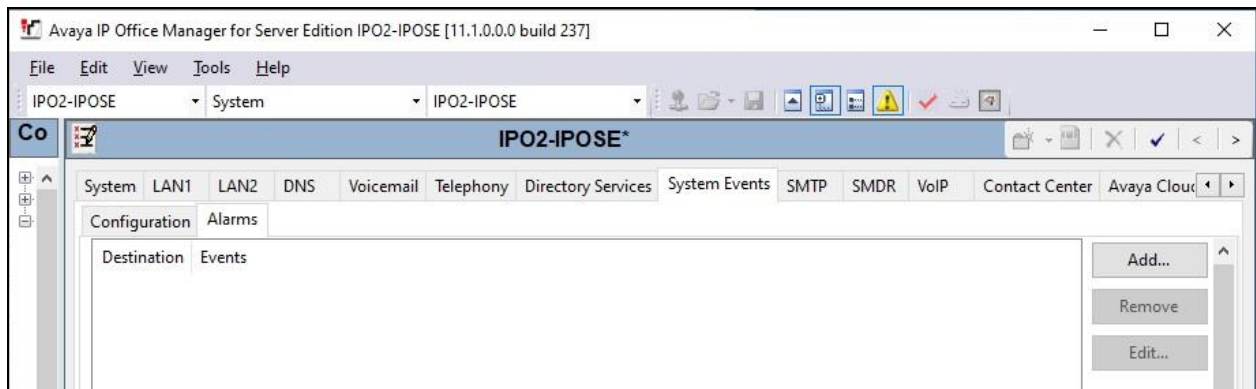 Avaya IP Office Manager for Server Edition IPO2-IPOSE [11.1.0.0.0 build 237]
File Edit View Tools Help
IPO2-IPOSE System IPO2-IPOSE
Co IPO2-IPOSE*
System LAN1 LAN2 DNS Voicemail Telephony Directory Services System Events SMTP SMDR VoIP Contact Center Avaya Cloud
Configuration Alarms
Destination Events Add...
Remove
Edit...